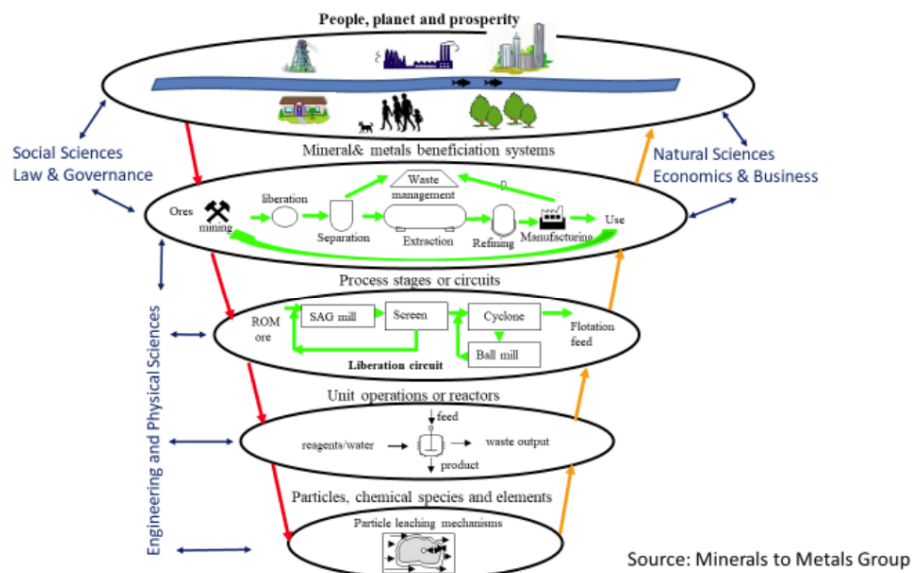 People, planet and prosperity
Social Sciences
Law & Governance
Natural Sciences
Economics & Business
Mineral& metals beneficiation systems
Waste
management
p
liberation
Ores
mining
Separation
Extraction
Refining
Manufacturing
Use
Process stages or circuits
ROM
ore
SAG mill
Screen
Cyclone
Flotation
feed
Ball mill
Liberation circuit
Engineering and Physical Sciences
Unit operations or reactors
feed
reagents/water
waste output
product
Particles, chemical species and elements
Particle leaching mechanisms
Source: Minerals to Metals Group